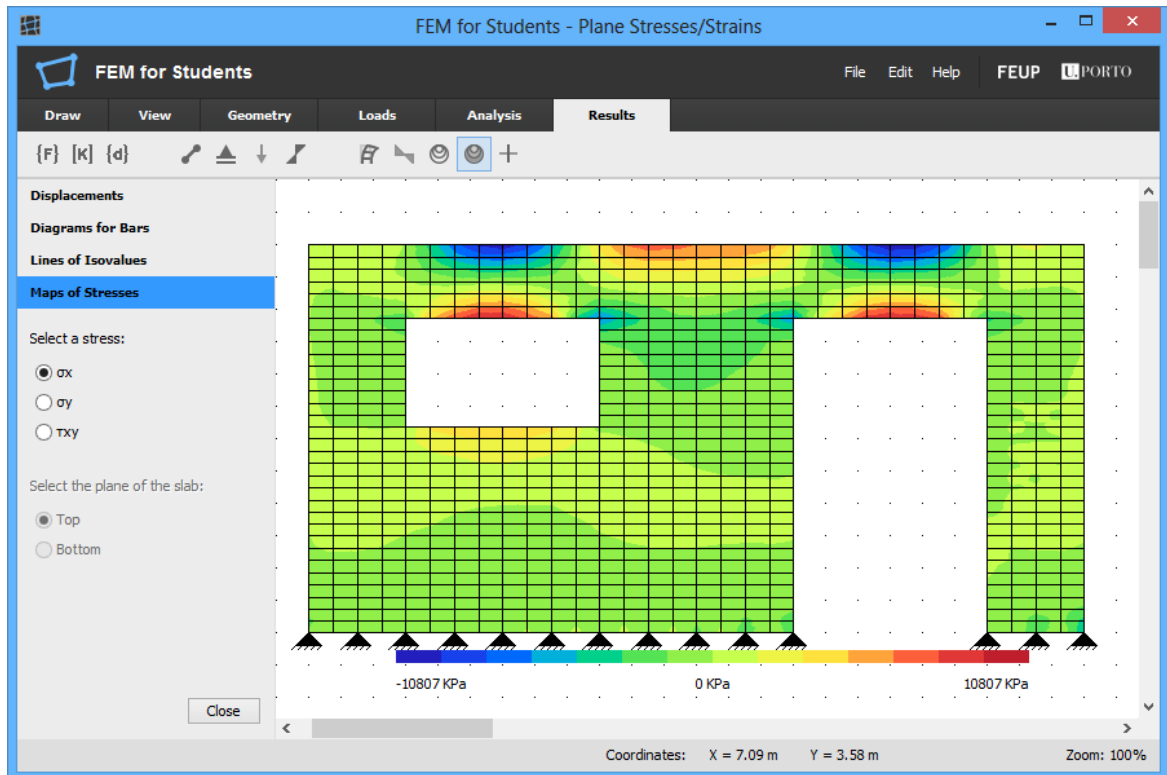 FEM for Students - Plane Stresses/Strains
FEM for Students
File Edit Help FEUP U.PORTO
Draw View Geometry Loads Analysis Results
{F} [K] {d}
Displacements
Diagrams for Bars
Lines of Isovalues
Maps of Stresses
Select a stress:
σx
σy
τxy
Select the plane of the slab:
Top
Bottom
Close
-10807 KPa 0 KPa 10807 KPa
Coordinates: X = 7.09 m Y = 3.58 m Zoom: 100%